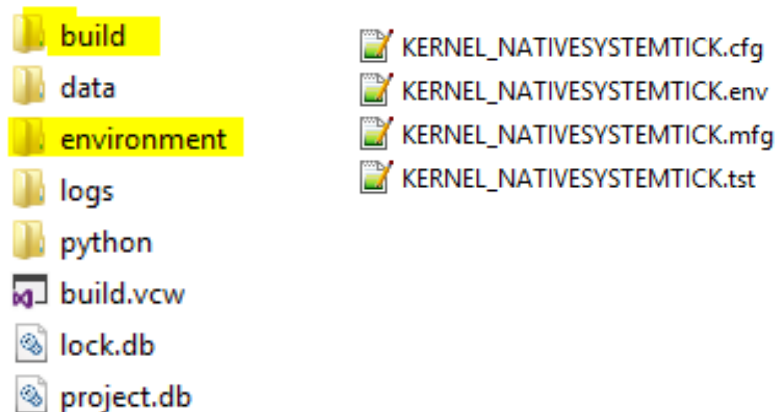 build
data
environment
logs
python
build.vcw
lock.db
project.db
KERNEL_NATIVESYSTEMTICK.cfg
KERNEL_NATIVESYSTEMTICK.env
KERNEL_NATIVESYSTEMTICK.mfg
KERNEL_NATIVESYSTEMTICK.tst